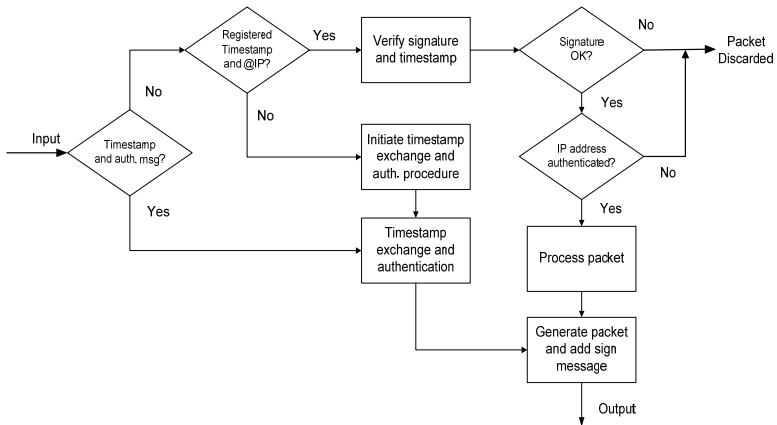 Registered
Timestamp
and @IP?
Yes
Verify signature
and timestamp
Signature
OK?
No
Packet
Discarded
No
No
Yes
Input
Timestamp
and auth. msg?
Initiate timestamp
exchange and
auth. procedure
IP address
authenticated?
No
Yes
Yes
Timestamp
exchange and
authentication
Process packet
Generate packet
and add sign
message
Output